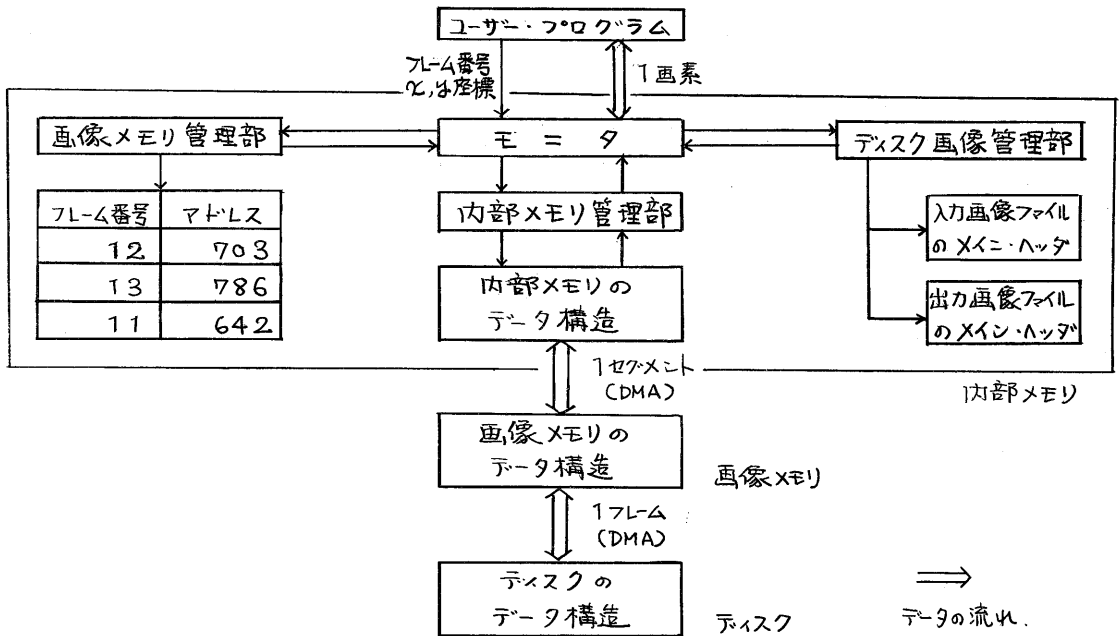 ユーザー・プログラム
フレーム番号
x,y座標
1画素
画像メモリ管理部
モニタ
ディスク画像管理部
フレーム番号 アドレス
12 703
13 786
11 642
内部メモリ管理部
内部メモリの
データ構造
入力画像ファイル
のメイン・ヘッダ
出力画像ファイル
のメイン・ヘッダ
1セグメント
(DMA)
内部メモリ
画像メモリの
データ構造
画像メモリ
1フレーム
(DMA)
ディスクの
データ構造
ディスク
データの流れ.